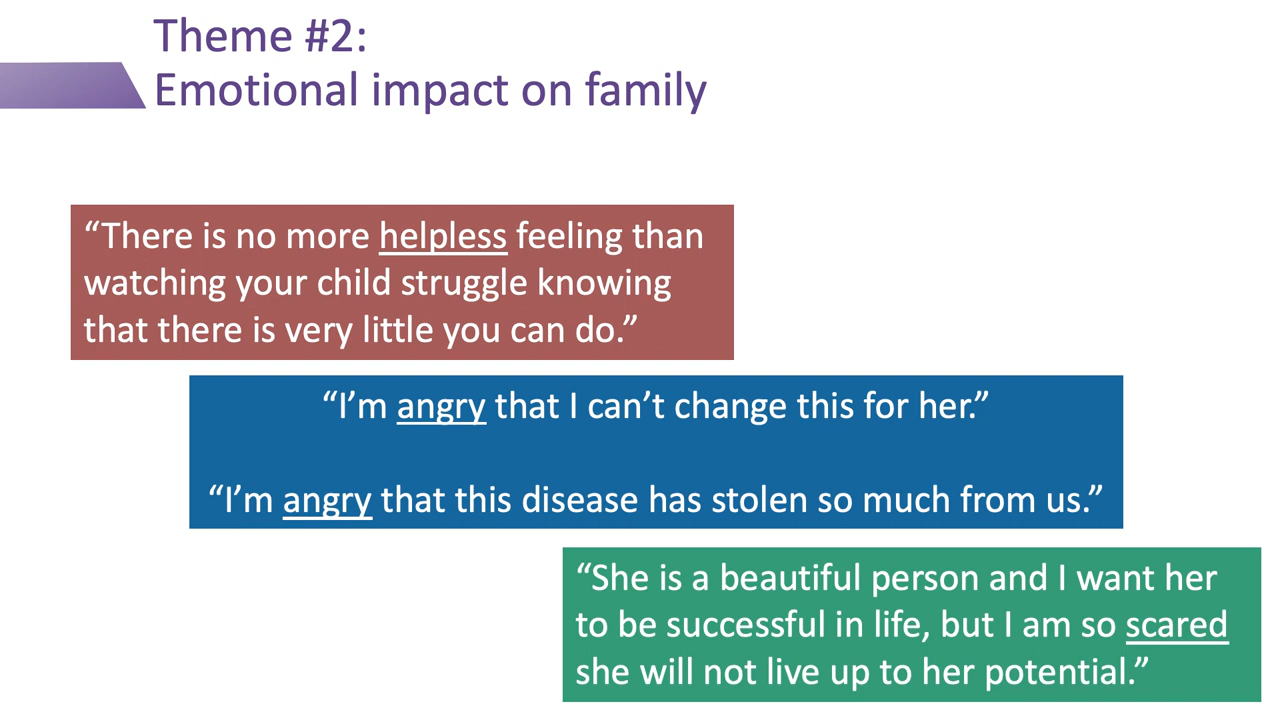 Theme #2:
Emotional impact on family
“There is no more helpless feeling than
watching your child struggle knowing
that there is very little you can do.”
“I’m angry that I can’t change this for her.”
“I’m angry that this disease has stolen so much from us.”
“She is a beautiful person and I want her
to be successful in life, but I am so scared
she will not live up to her potential.”